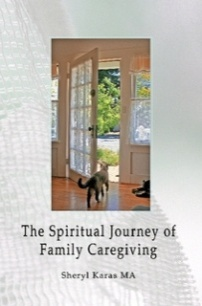 The Spiritual Journey of
Family Caregiving
Sheryl Karas MA